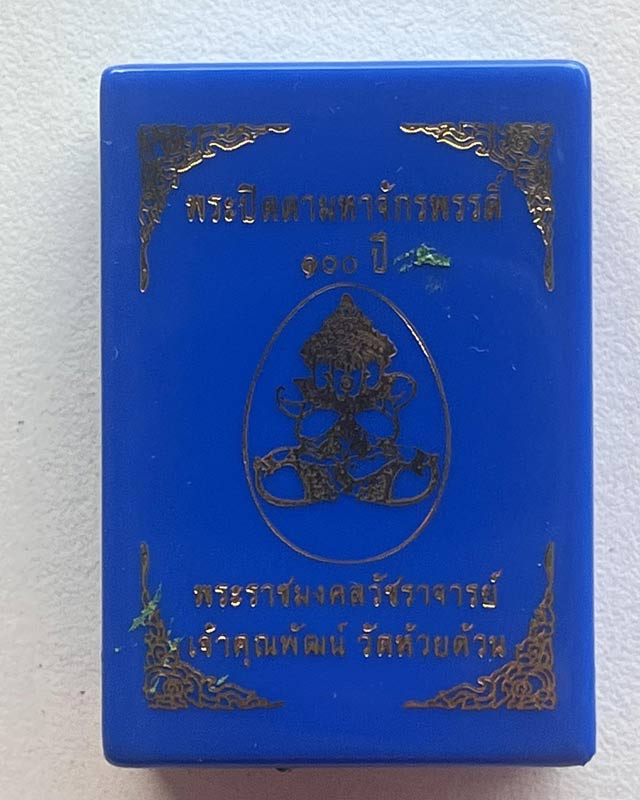 พระปิดตามหาจักรพรรดิ์
๑๐๐ ปี
พระราชมงคลวัชราจารย์
เจ้าคุณพัฒน์ วัดห้วยด้วน